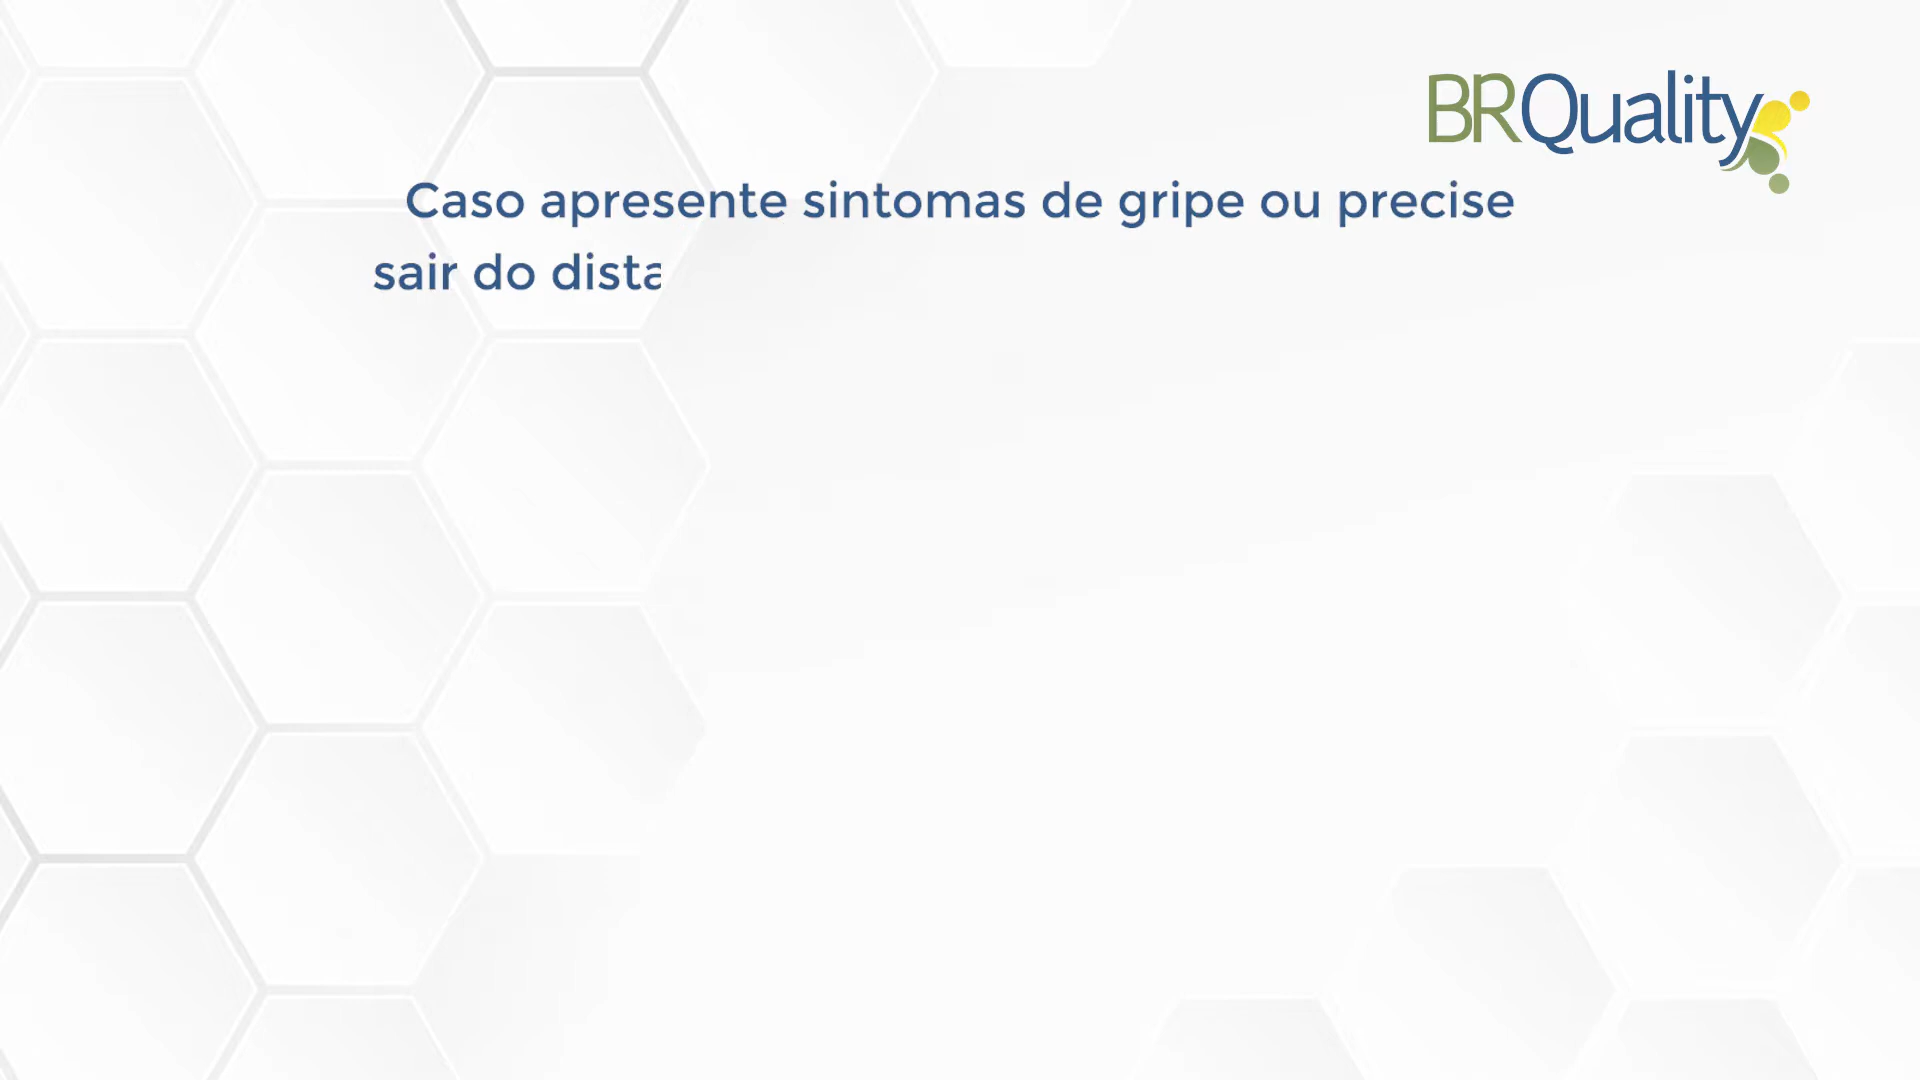 BRQuality
Caso apresente sintomas de gripe ou precise
sair do dista